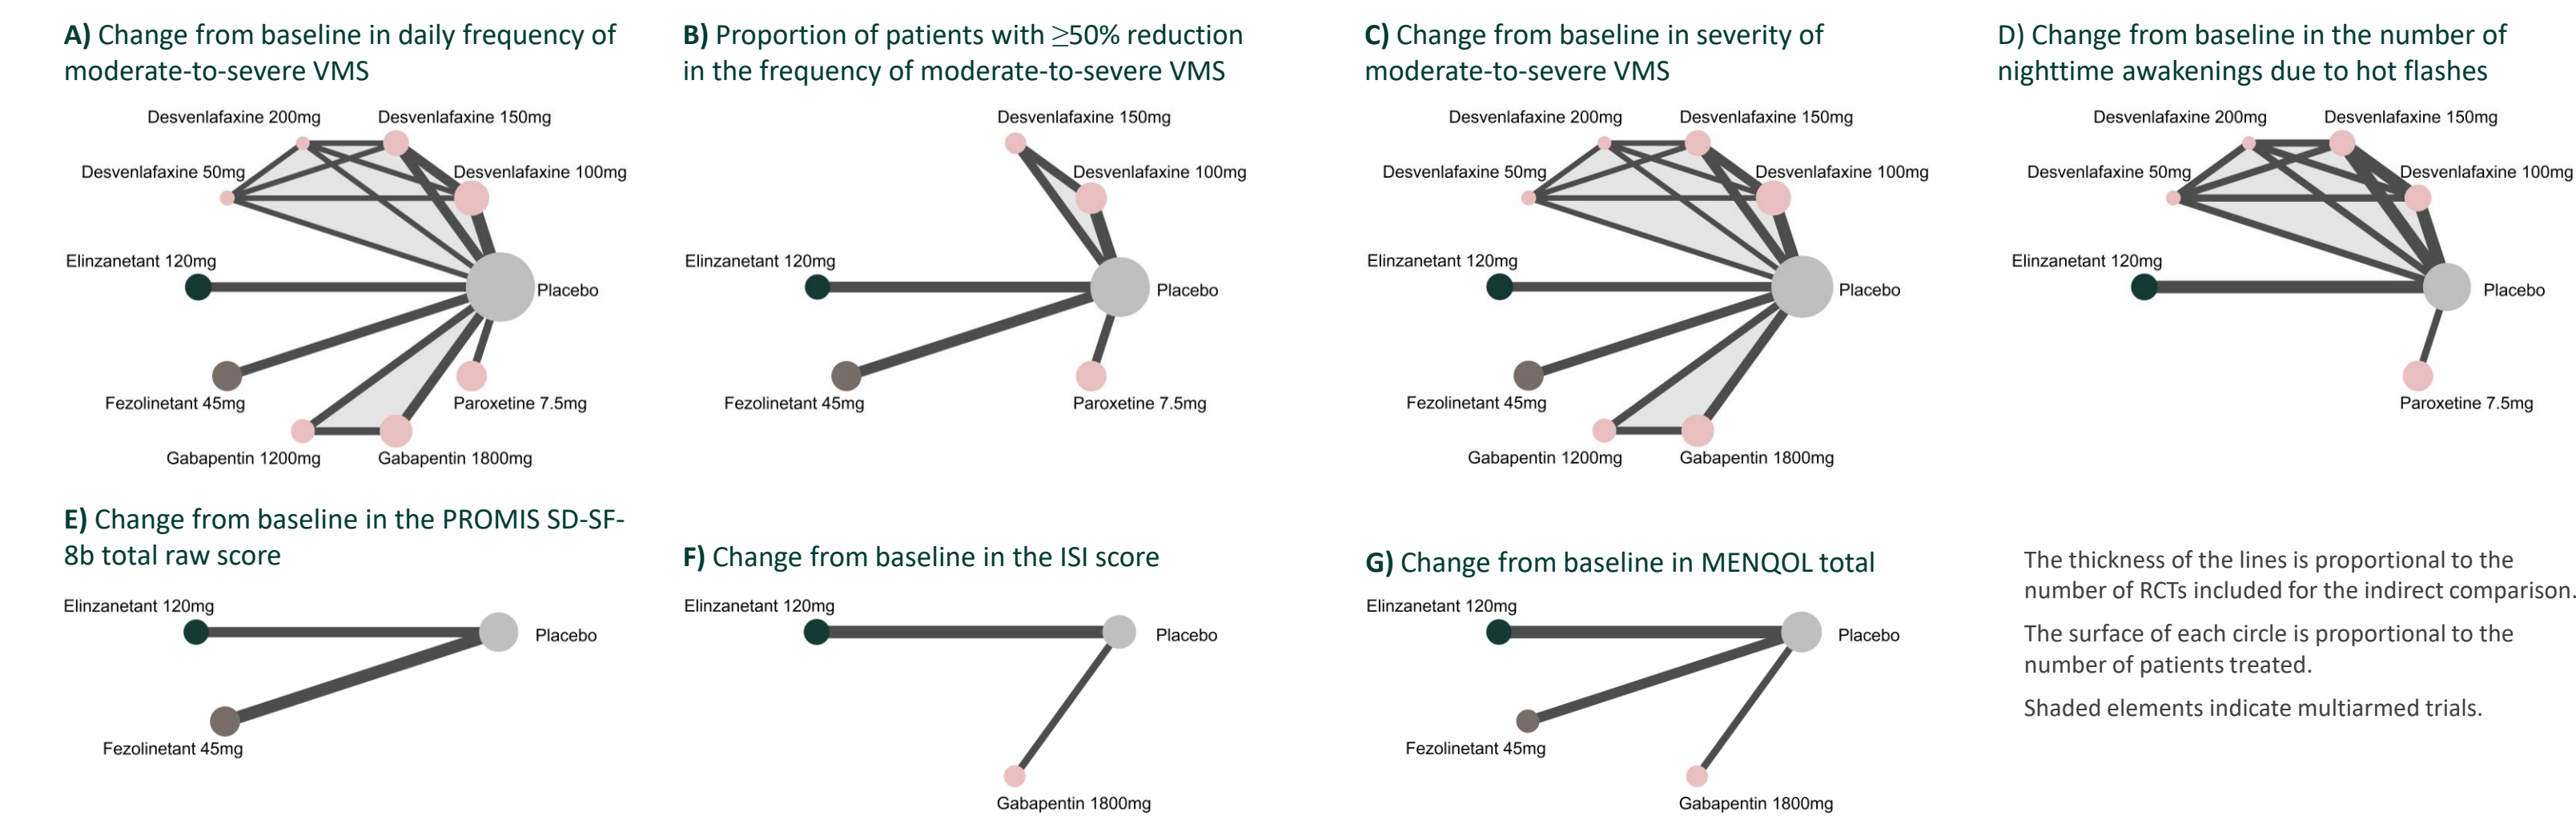 A) Change from baseline in daily frequency of
moderate-to-severe VMS
Desvenlafaxine 200mg
Desvenlafaxine 150mg
Desvenlafaxine 50mg
Desvenlafaxine 100mg
Elinzanetant 120mg
Placebo
Fezolinetant 45mg
Paroxetine 7.5mg
Gabapentin 1200mg
Gabapentin 1800mg
B) Proportion of patients with ≥50% reduction
in the frequency of moderate-to-severe VMS
Desvenlafaxine 150mg
Desvenlafaxine 100mg
Elinzanetant 120mg
Placebo
Fezolinetant 45mg
Paroxetine 7.5mg
C) Change from baseline in severity of
moderate-to-severe VMS
Desvenlafaxine 200mg
Desvenlafaxine 150mg
Desvenlafaxine 50mg
Desvenlafaxine 100mg
Elinzanetant 120mg
Placebo
Fezolinetant 45mg
Gabapentin 1200mg
Gabapentin 1800mg
D) Change from baseline in the number of
nighttime awakenings due to hot flashes
Desvenlafaxine 200mg
Desvenlafaxine 150mg
Desvenlafaxine 50mg
Desvenlafaxine 100mg
Elinzanetant 120mg
Placebo
Paroxetine 7.5mg
E) Change from baseline in the PROMIS SD-SF-
8b total raw score
Elinzanetant 120mg
Placebo
Fezolinetant 45mg
F) Change from baseline in the ISI score
Elinzanetant 120mg
Placebo
Gabapentin 1800mg
G) Change from baseline in MENQOL total
Elinzanetant 120mg
Placebo
Fezolinetant 45mg
Gabapentin 1800mg
The thickness of the lines is proportional to the
number of RCTs included for the indirect comparison.
The surface of each circle is proportional to the
number of patients treated.
Shaded elements indicate multiarmed trials.